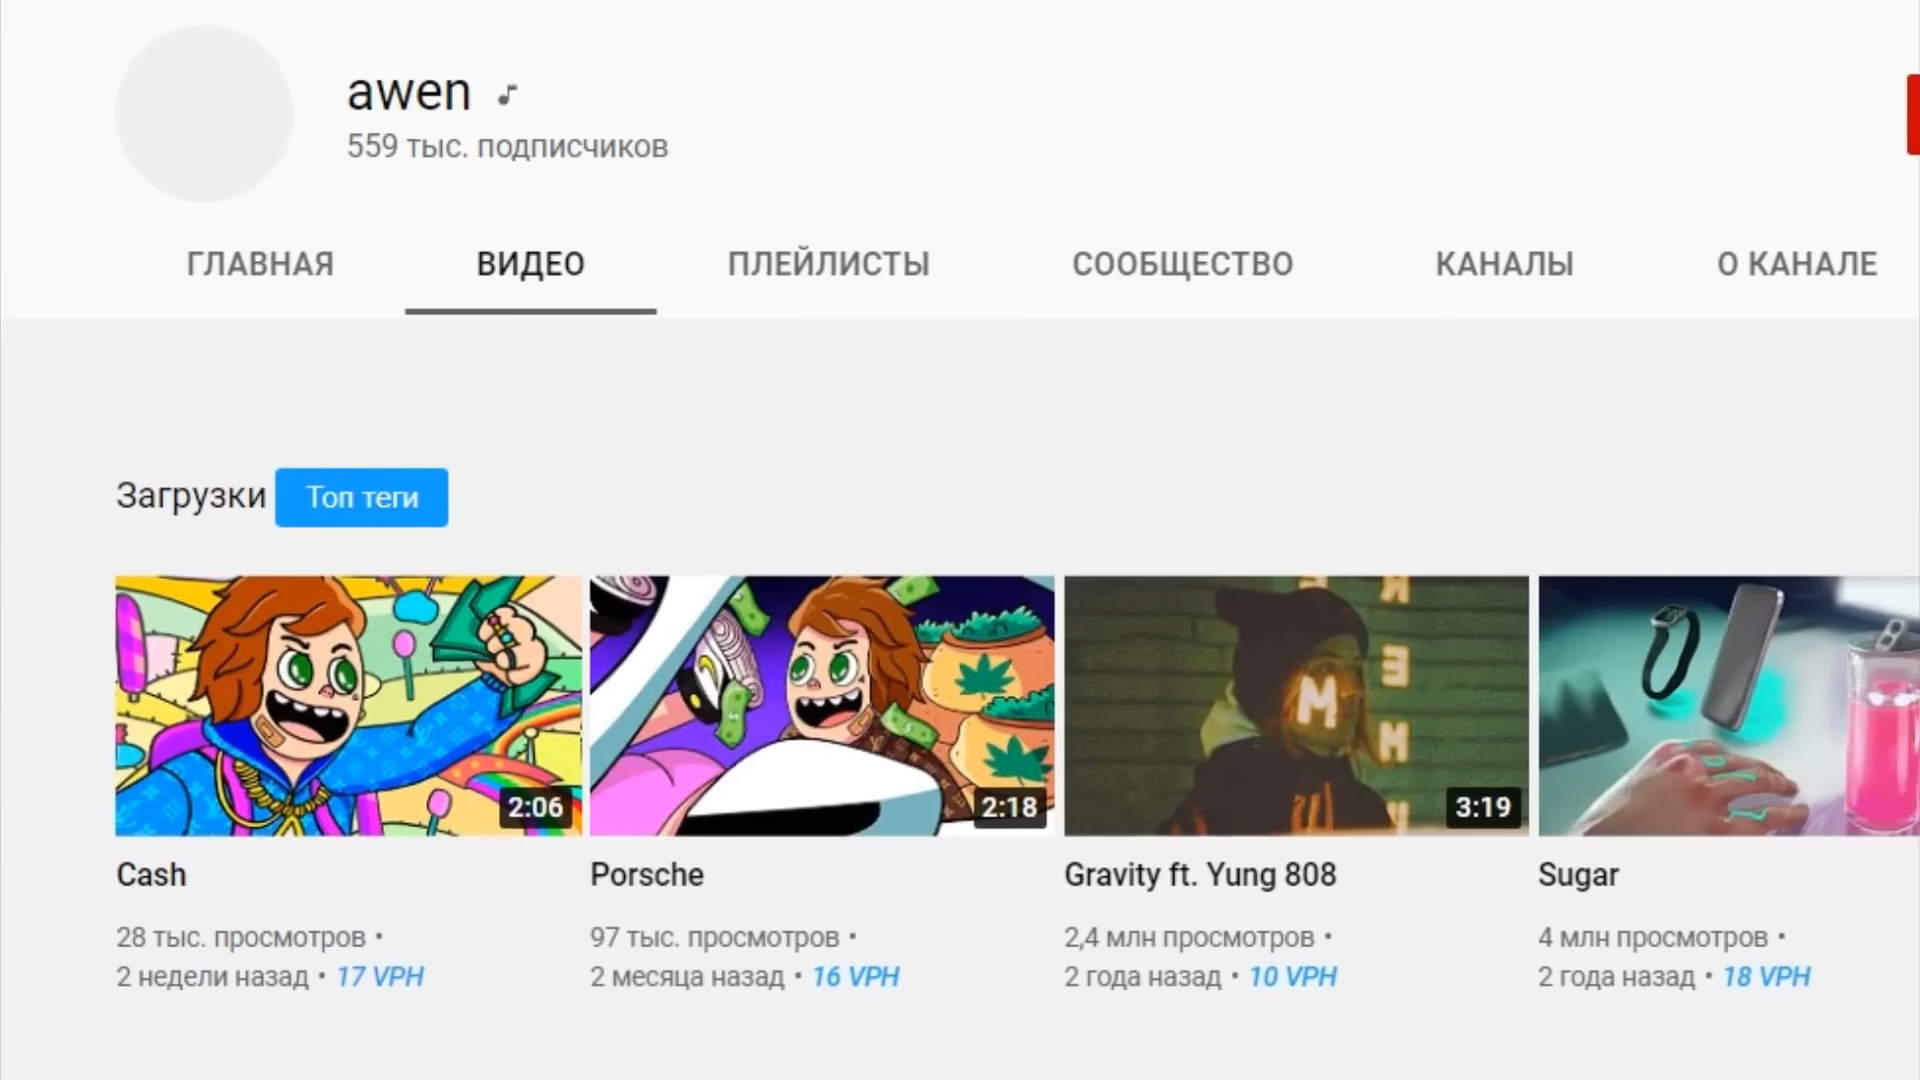 awen
559 тыс. подписчиков
ГЛАВНАЯ ВИДЕО ПЛЕЙЛИСТЫ СООБЩЕСТВО КАНАЛЫ О КАНАЛЕ
Загрузки Топ теги
2:06 2:18 3:19
Cash Porsche Gravity ft. Yung 808 Sugar
28 тыс. просмотров • 97 тыс. просмотров • 2,4 млн просмотров • 4 млн просмотров •
2 недели назад • 17 VPH 2 месяца назад • 16 VPH 2 года назад • 10 VPH 2 года назад • 18 VPH